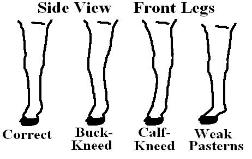 Side View Front Legs
Correct
Buck-
Kneed
Calf-
Kneed
Weak
Pasterns